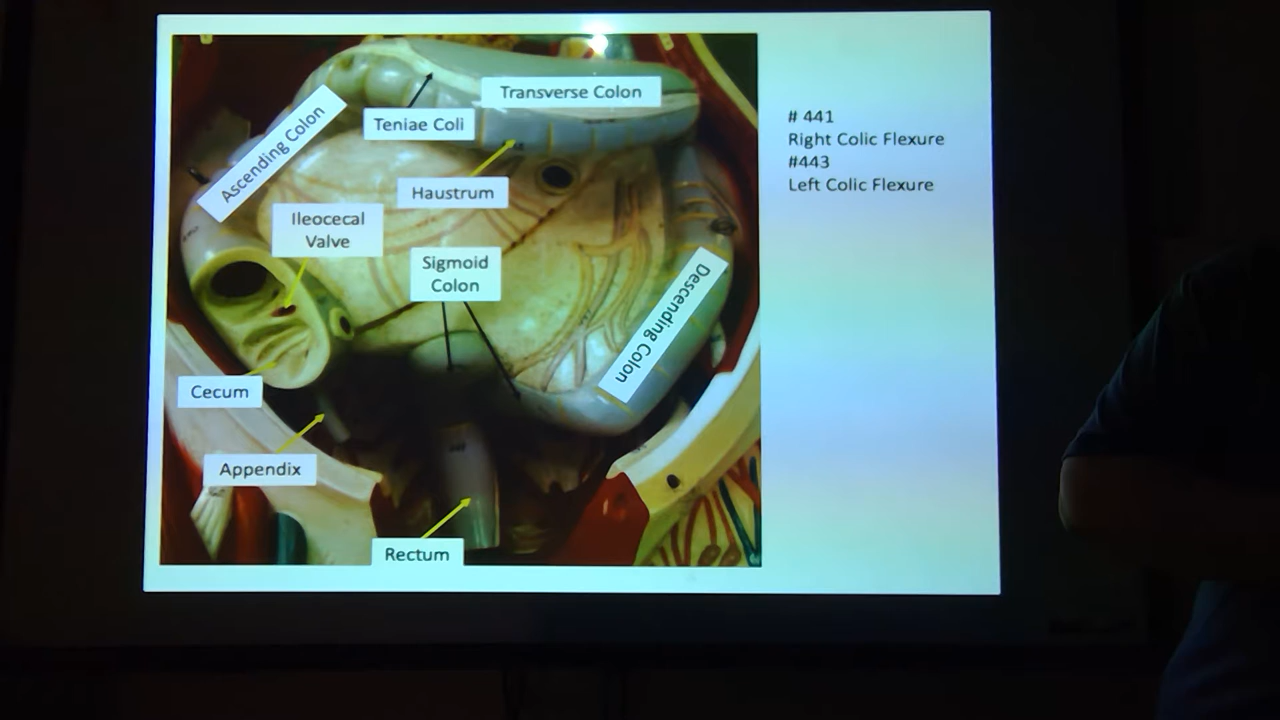 Transverse Colon
Teniae Coli
Ascending Colon
Haustrum
Ileocecal
Valve
Sigmoid
Colon
Descending Colon
Cecum
Appendix
Rectum
# 441
Right Colic Flexure
#443
Left Colic Flexure